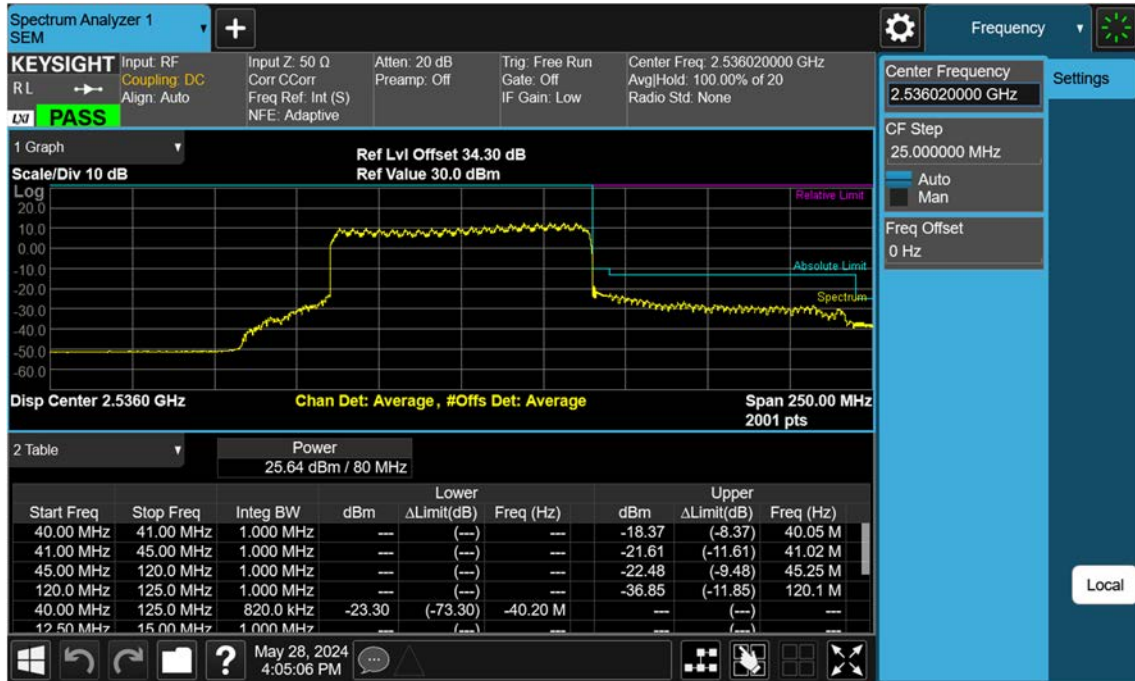 Spectrum Analyzer 1
SEM
Frequency
KEYSIGHT
RL
LXI PASS
Input: RF
Coupling: DC
Align: Auto
Input Z: 50 Ω
Corr CCorr
Freq Ref: Int (S)
NFE: Adaptive
Atten: 20 dB
Preamp: Off
Trig: Free Run
Gate: Off
IF Gain: Low
Center Freq: 2.536020000 GHz
Avg|Hold: 100.00% of 20
Radio Std: None
Center Frequency
2.536020000 GHz
Settings
CF Step
25.000000 MHz
Auto
Man
Freq Offset
0 Hz
1 Graph
Scale/Div 10 dB
Ref Lvl Offset 34.30 dB
Ref Value 30.0 dBm
Log
20.0
10.0
0.00
-10.0
-20.0
-30.0
-40.0
-50.0
-60.0
Relative Limit
Absolute Limit
Spectrum
Disp Center 2.5360 GHz
Chan Det: Average, #Offs Det: Average
Span 250.00 MHz
2001 pts
2 Table
Power
25.64 dBm / 80 MHz
Lower Upper
Start Freq Stop Freq Integ BW dBm ΔLimit(dB) Freq (Hz) dBm ΔLimit(dB) Freq (Hz)
40.00 MHz 41.00 MHz 1.000 MHz --- (---) --- -18.37 (-8.37) 40.05 M
41.00 MHz 45.00 MHz 1.000 MHz --- (---) --- -21.61 (-11.61) 41.02 M
45.00 MHz 120.0 MHz 1.000 MHz --- (---) --- -22.48 (-9.48) 45.25 M
120.0 MHz 125.0 MHz 1.000 MHz --- (---) --- -36.85 (-11.85) 120.1 M
40.00 MHz 125.0 MHz 820.0 kHz -23.30 (-73.30) -40.20 M --- (---) ---
12.50 MHz 15.00 MHz 1.000 MHz --- (---) --- --- (---) ---
Local
May 28, 2024
4:05:06 PM